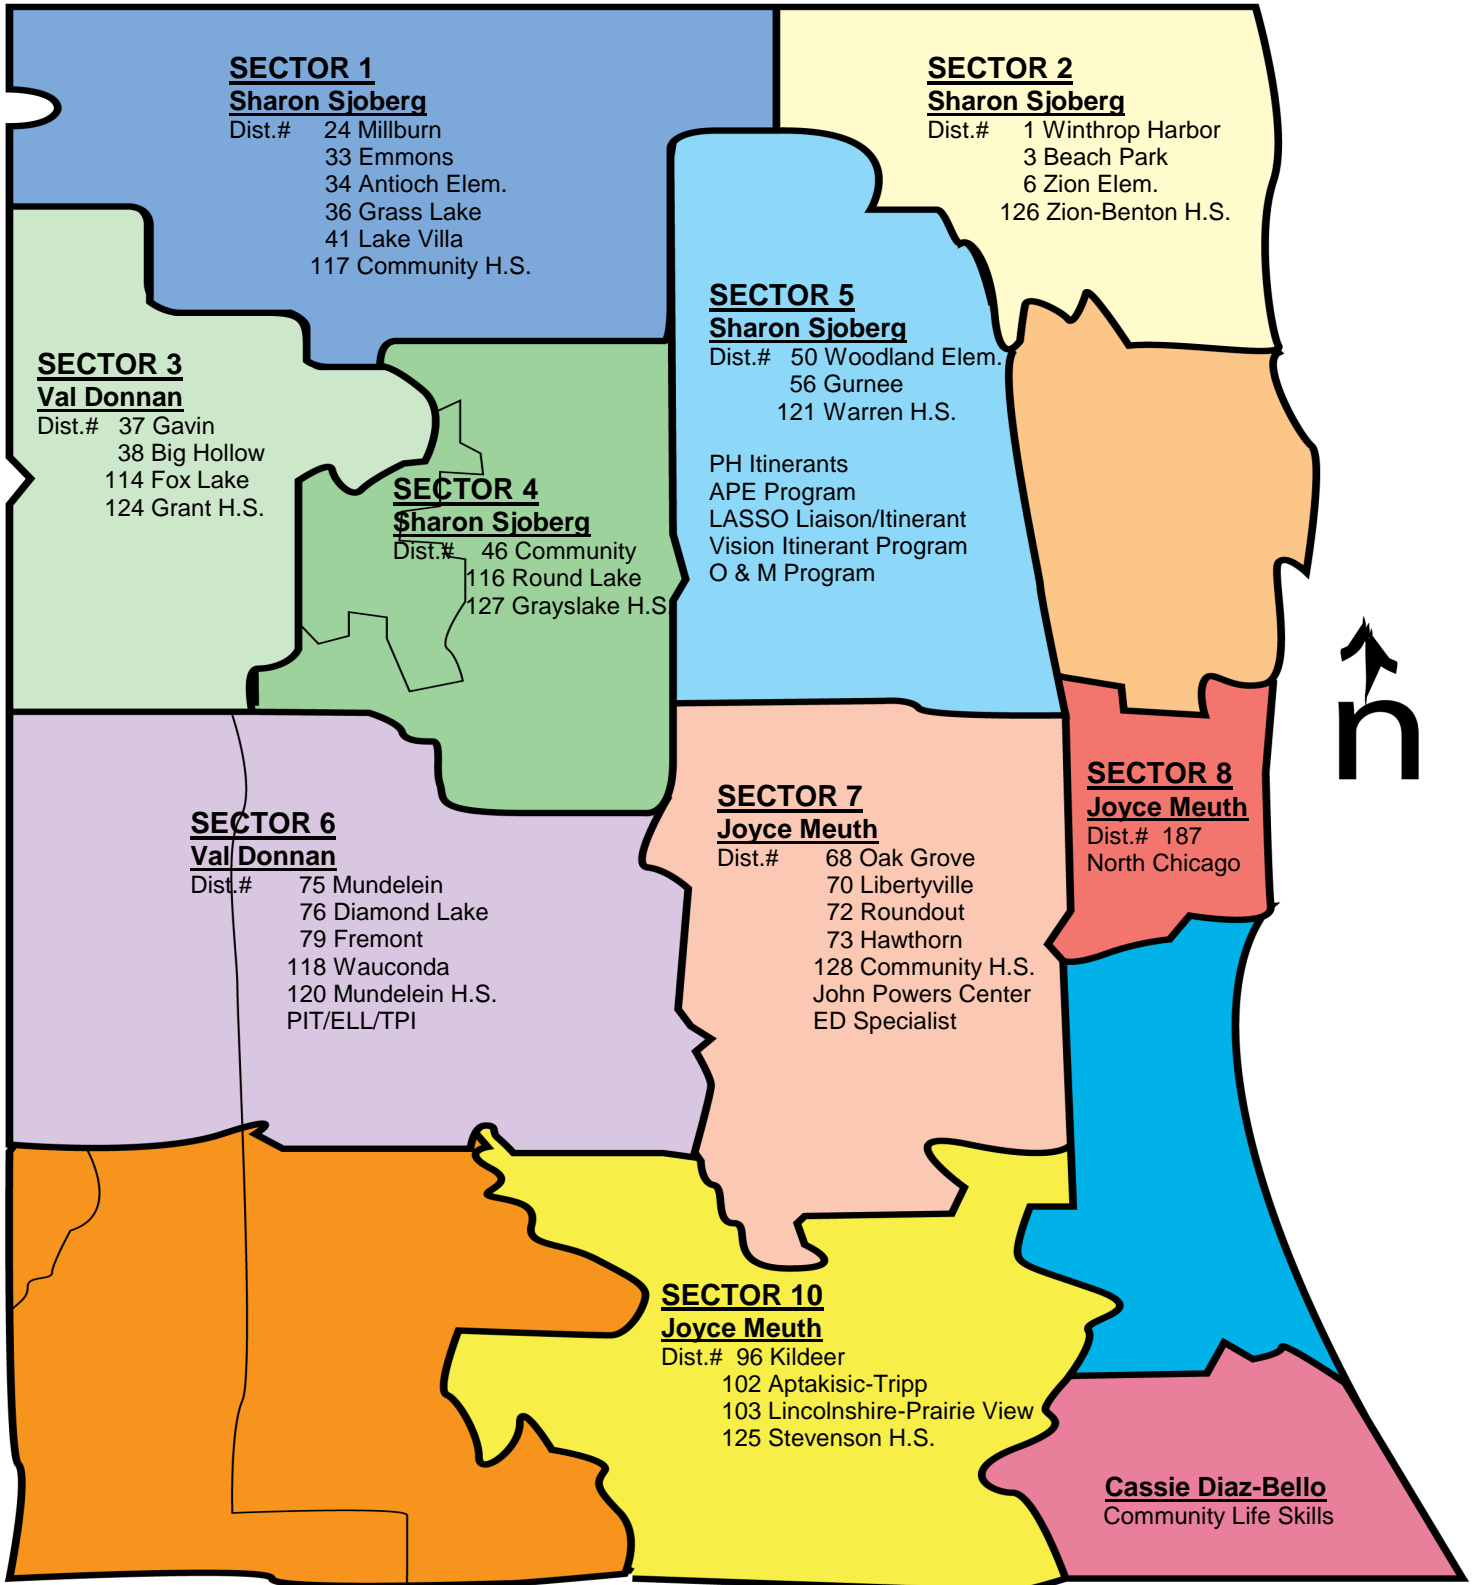 SECTOR 1
Sharon Sjoberg
Dist.# 24 Millburn
33 Emmons
34 Antioch Elem.
36 Grass Lake
41 Lake Villa
117 Community H.S.
SECTOR 2
Sharon Sjoberg
Dist.# 1 Winthrop Harbor
3 Beach Park
6 Zion Elem.
126 Zion-Benton H.S.
SECTOR 5
Sharon Sjoberg
Dist.# 50 Woodland Elem.
56 Gurnee
121 Warren H.S.
PH Itinerants
APE Program
LASSO Liaison/Itinerant
Vision Itinerant Program
O & M Program
SECTOR 3
Val Donnan
Dist.# 37 Gavin
38 Big Hollow
114 Fox Lake
124 Grant H.S.
SECTOR 4
Sharon Sjoberg
Dist.# 46 Community
116 Round Lake
127 Grayslake H.S
n
SECTOR 8
Joyce Meuth
Dist.# 187
North Chicago
SECTOR 7
Joyce Meuth
Dist.# 68 Oak Grove
70 Libertyville
72 Roundout
73 Hawthorn
128 Community H.S.
John Powers Center
ED Specialist
SECTOR 6
Val Donnan
Dist.# 75 Mundelein
76 Diamond Lake
79 Fremont
118 Wauconda
120 Mundelein H.S.
PIT/ELL/TPI
SECTOR 10
Joyce Meuth
Dist.# 96 Kildeer
102 Aptakisic-Tripp
103 Lincolnshire-Prairie View
125 Stevenson H.S.
Cassie Diaz-Bello
Community Life Skills